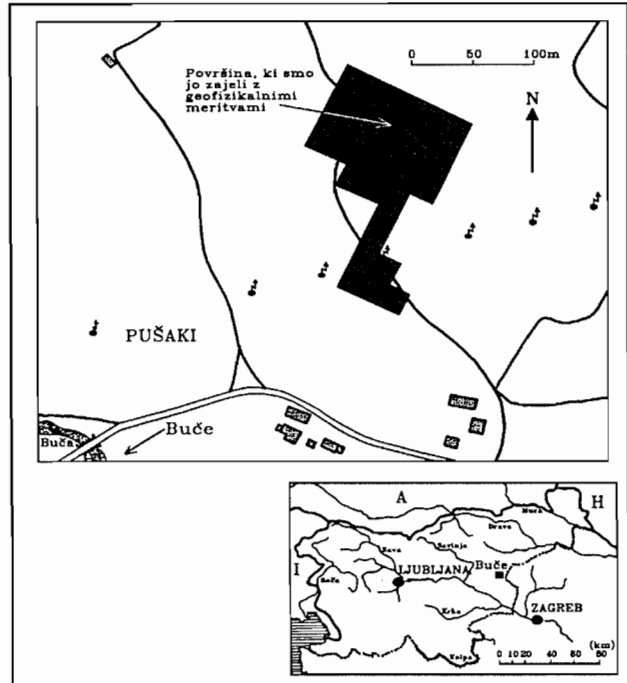 0 50 100m
Površina, ki smo
jo zajeli z
geofizikalnimi
meritvami
N
PUŠAKI
Buča
Buče
A
H
Mura
Drava
Sava
Savinja
Buče
I
LJUBLJANA
Soča
Krka
ZAGREB
Kolpa
(km)
0 10 20 40 60 80